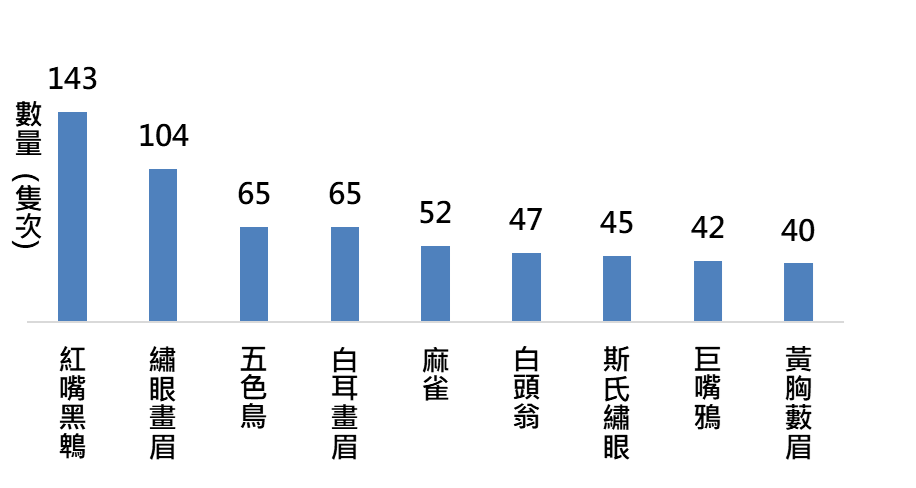 數量(隻次)
143
104
65
65
52
47
45
42
40
紅嘴黑鵯
繡眼畫眉
五色鳥
白耳畫眉
麻雀
白頭翁
斯氏繡眼
巨嘴鴉
黃胸藪眉